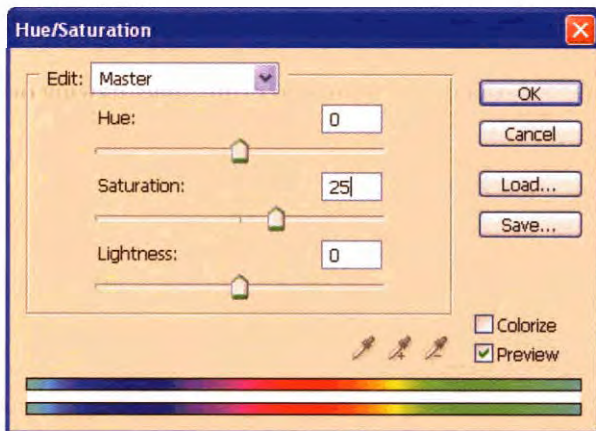 Hue/Saturation
Edit: Master
Hue: 0
Saturation: 25
Lightness: 0
OK
Cancel
Load...
Save...
Colorize
Preview